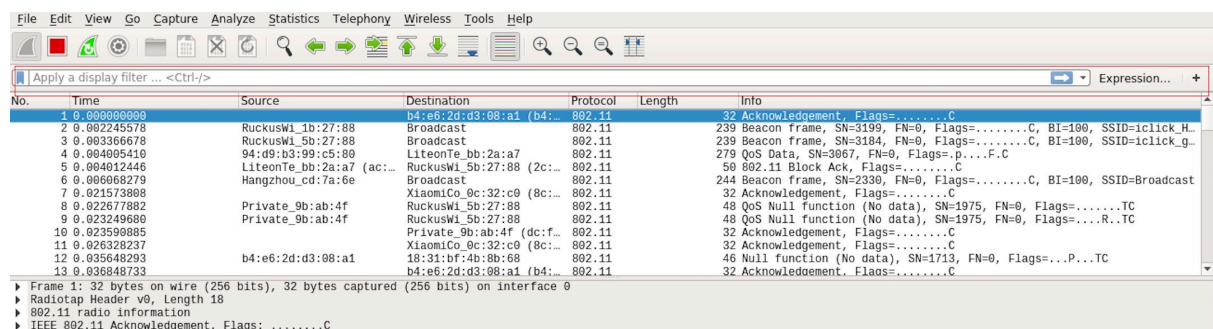 File Edit View Go Capture Analyze Statistics Telephony Wireless Tools Help
Apply a display filter ... <Ctrl-/> Expression... +
No. Time Source Destination Protocol Length Info
1 0.000000000 b4:e6:2d:d3:08:a1 (b4:… 802.11 32 Acknowledgement, Flags=........C
2 0.002245578 RuckusWi_1b:27:88 Broadcast 802.11 239 Beacon frame, SN=3199, FN=0, Flags=........C, BI=100, SSID=iclick_H…
3 0.003366678 RuckusWi_5b:27:88 Broadcast 802.11 239 Beacon frame, SN=3184, FN=0, Flags=........C, BI=100, SSID=iclick_g…
4 0.004005410 94:d9:b3:99:c5:80 LiteonTe_bb:2a:a7 802.11 279 QoS Data, SN=3067, FN=0, Flags=.p....F.C
5 0.004012446 LiteonTe_bb:2a:a7 (ac:… RuckusWi_5b:27:88 (2c:… 802.11 50 802.11 Block Ack, Flags=........C
6 0.006068279 Hangzhou_cd:7a:6e Broadcast 802.11 244 Beacon frame, SN=2330, FN=0, Flags=........C, BI=100, SSID=Broadcast
7 0.021573808 XiaomiCo_0c:32:c0 (8c:… 802.11 32 Acknowledgement, Flags=........C
8 0.022677882 Private_9b:ab:4f RuckusWi_5b:27:88 802.11 48 QoS Null function (No data), SN=1975, FN=0, Flags=.......TC
9 0.023249680 Private_9b:ab:4f RuckusWi_5b:27:88 802.11 48 QoS Null function (No data), SN=1975, FN=0, Flags=....R..TC
10 0.023590885 Private_9b:ab:4f (dc:f… 802.11 32 Acknowledgement, Flags=........C
11 0.026328237 XiaomiCo_0c:32:c0 (8c:… 802.11 32 Acknowledgement, Flags=........C
12 0.035648293 b4:e6:2d:d3:08:a1 18:31:bf:4b:8b:68 802.11 46 Null function (No data), SN=1713, FN=0, Flags=...P...TC
13 0.036848733 b4:e6:2d:d3:08:a1 (b4:… 802.11 32 Acknowledgement, Flags=........C
Frame 1: 32 bytes on wire (256 bits), 32 bytes captured (256 bits) on interface 0
Radiotap Header v0, Length 18
802.11 radio information
IEEE 802.11 Acknowledgement, Flags: ........C